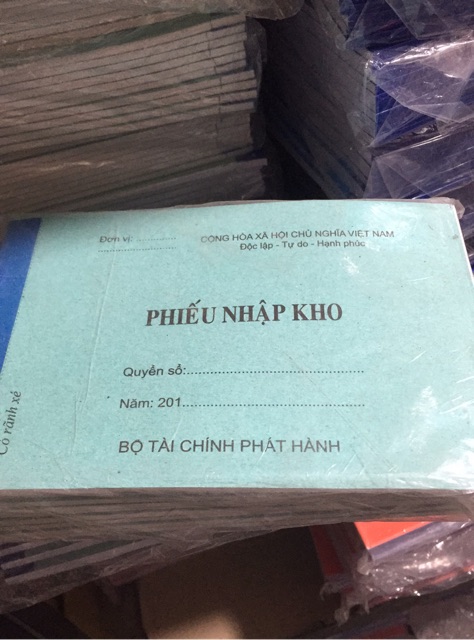 Đơn vị: ............
......................
CỘNG HÒA XÃ HỘI CHỦ NGHĨA VIỆT NAM
Độc lập - Tự do - Hạnh phúc
PHIẾU NHẬP KHO
Quyển số:.............................................
Năm: 201..............................................
BỘ TÀI CHÍNH PHÁT HÀNH
Có rãnh xé